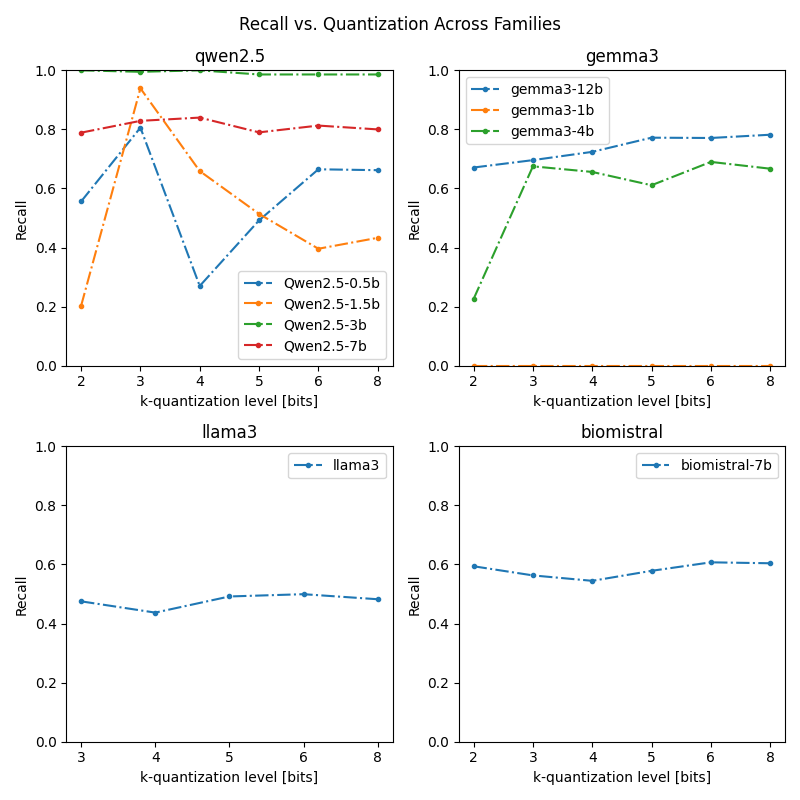 Recall vs. Quantization Across Families
qwen2.5
1.0
0.8
0.6
0.4
0.2
0.0
Recall
2 3 4 5 6 8
k-quantization level [bits]
Qwen2.5-0.5b
Qwen2.5-1.5b
Qwen2.5-3b
Qwen2.5-7b
gemma3
1.0
0.8
0.6
0.4
0.2
0.0
Recall
2 3 4 5 6 8
k-quantization level [bits]
gemma3-12b
gemma3-1b
gemma3-4b
llama3
1.0
0.8
0.6
0.4
0.2
0.0
Recall
3 4 5 6 8
k-quantization level [bits]
llama3
biomistral
1.0
0.8
0.6
0.4
0.2
0.0
Recall
2 3 4 5 6 8
k-quantization level [bits]
biomistral-7b